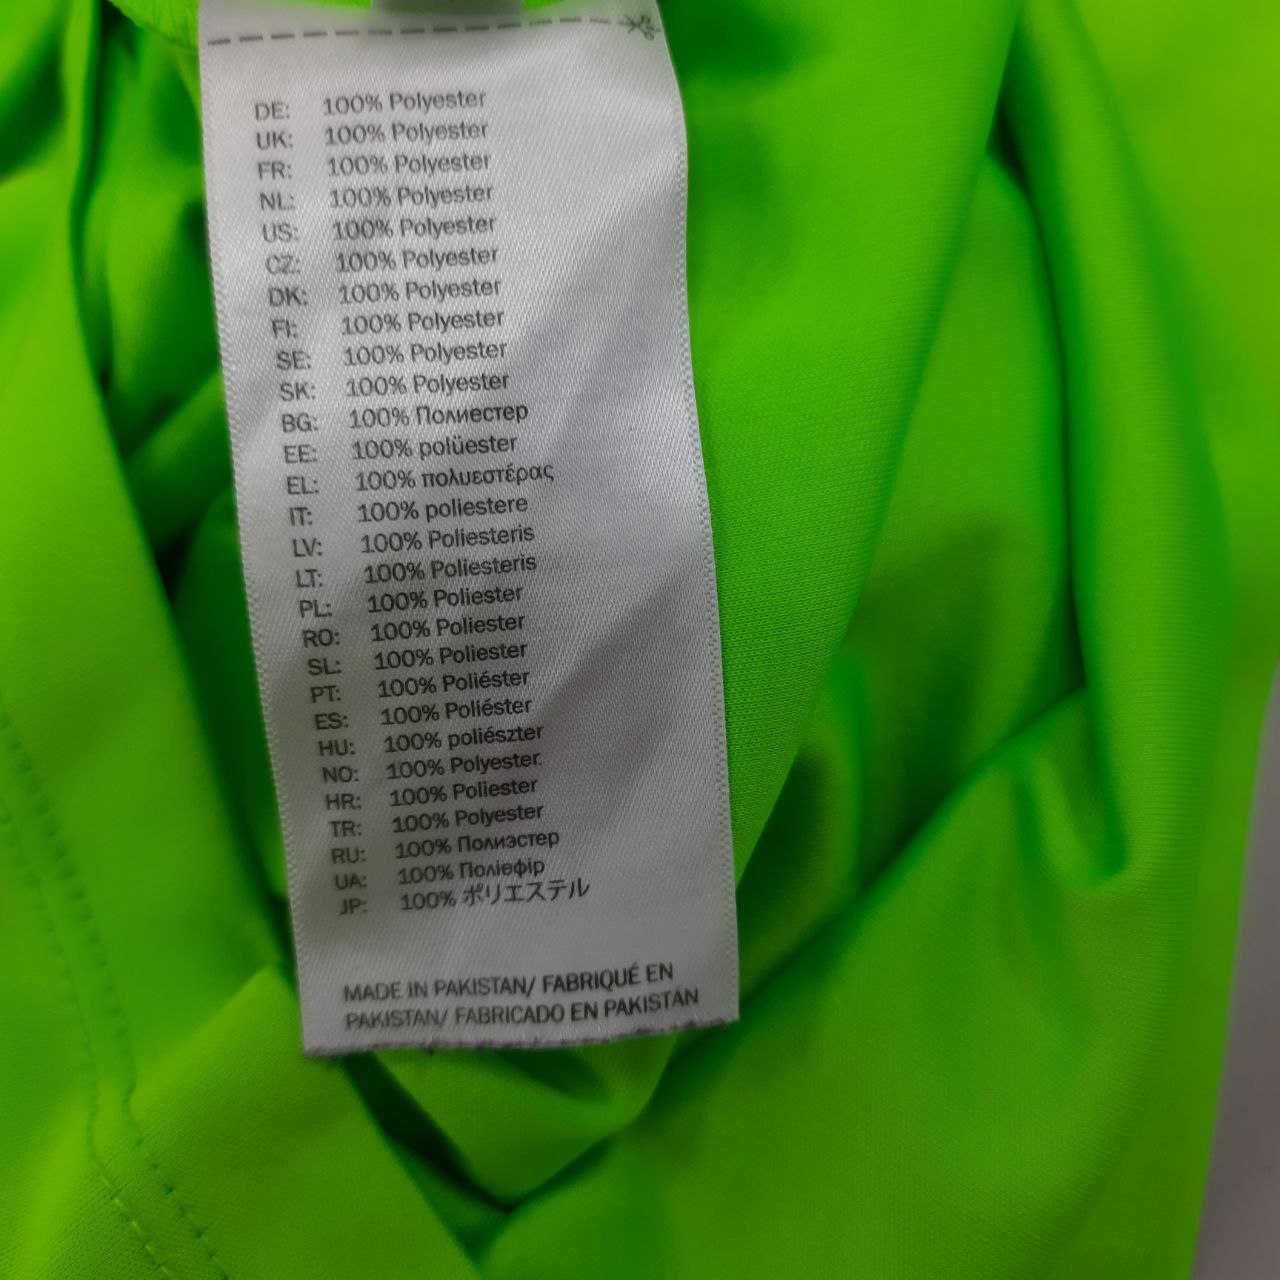 DE: 100% Polyester
UK: 100% Polyester
FR: 100% Polyester
NL: 100% Polyester
US: 100% Polyester
CZ: 100% Polyester
DK: 100% Polyester
FI: 100% Polyester
SE: 100% Polyester
SK: 100% Polyester
BG: 100% Полиестер
EE: 100% polüester
EL: 100% πολυεστέρας
IT: 100% poliestere
LV: 100% Poliesteris
LT: 100% Poliesteris
PL: 100% Poliester
RO: 100% Poliester
SL: 100% Poliester
PT: 100% Poliéster
ES: 100% Poliéster
HU: 100% poliészter
NO: 100% Polyester.
HR: 100% Poliester
TR: 100% Polyester
RU: 100% Полиэстер
UA: 100% Поліефір
JP: 100% ポリエステル
MADE IN PAKISTAN/ FABRIQUÉ EN
PAKISTAN/ FABRICADO EN PAKISTÁN